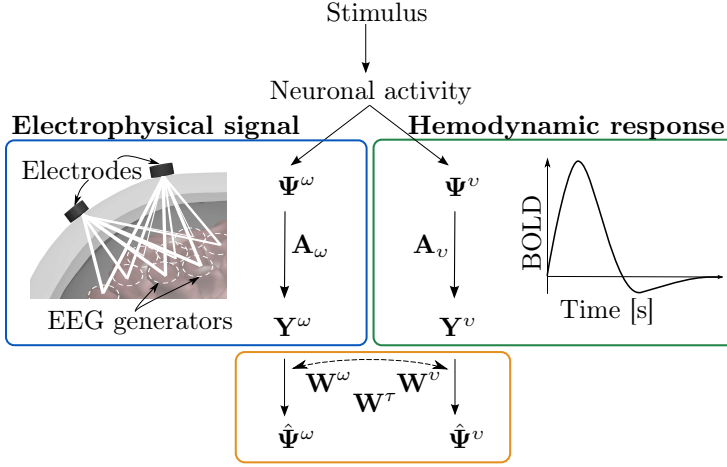 Stimulus
Neuronal activity
Electrophysical signal
Hemodynamic response
Electrodes
EEG generators
Ψ^ω
A_ω
Y^ω
Ψ^υ
A_υ
Y^υ
BOLD
Time [s]
W^ω
W^υ
W^τ
Ψ̂^ω
Ψ̂^υ